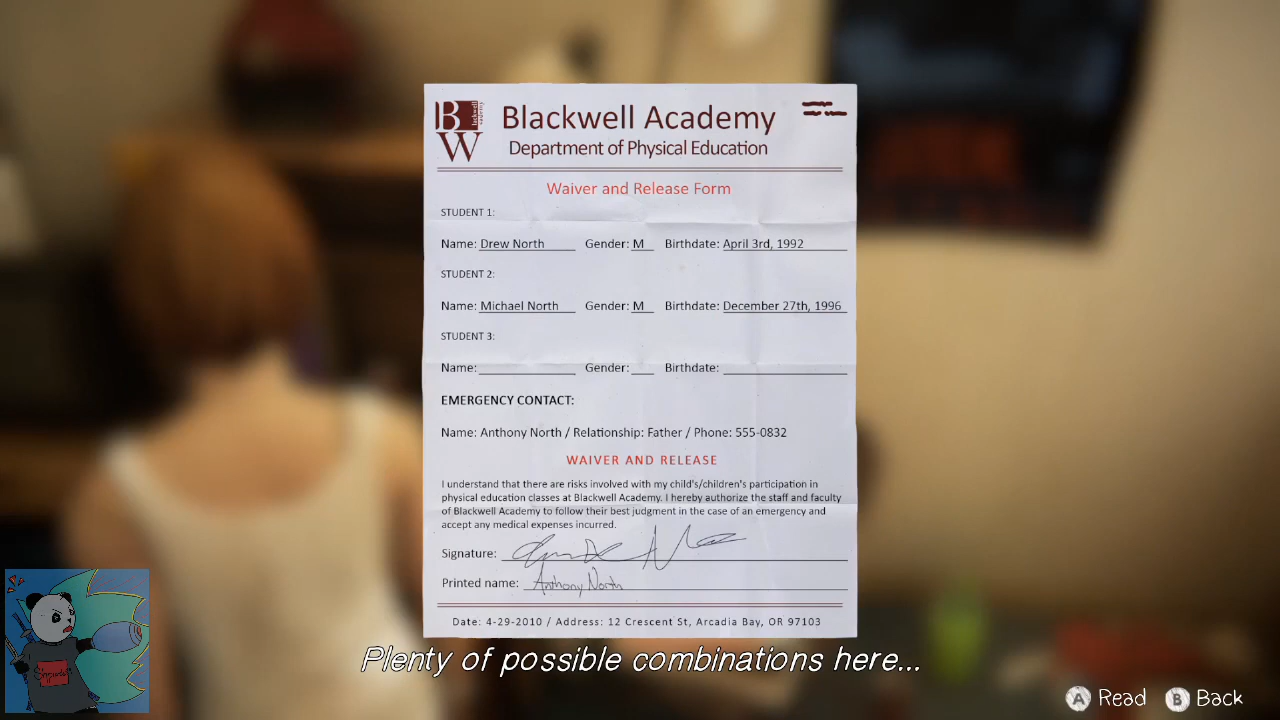 BW
Blackwell Academy
Department of Physical Education
Waiver and Release Form
STUDENT 1:
Name: Drew North Gender: M Birthdate: April 3rd, 1992
STUDENT 2:
Name: Michael North Gender: M Birthdate: December 27th, 1996
STUDENT 3:
Name: Gender: Birthdate:
EMERGENCY CONTACT:
Name: Anthony North / Relationship: Father / Phone: 555-0832
WAIVER AND RELEASE
I understand that there are risks involved with my child's/children's participation in
physical education classes at Blackwell Academy. I hereby authorize the staff and faculty
of Blackwell Academy to follow their best judgment in the case of an emergency and
accept any medical expenses incurred.
Signature:
Printed name: Anthony North
Date: 4-29-2010 / Address: 12 Crescent St, Arcadia Bay, OR 97103
Plenty of possible combinations here...
A Read B Back